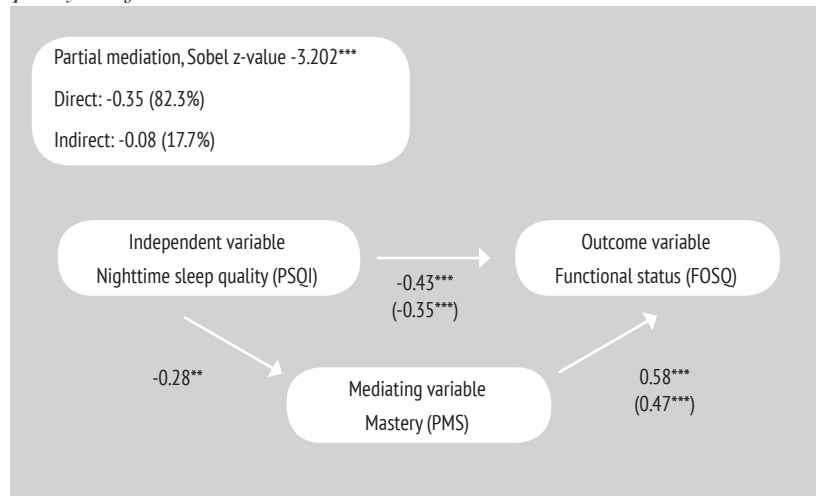 Partial mediation, Sobel z-value -3.202***
Direct: -0.35 (82.3%)
Indirect: -0.08 (17.7%)
Independent variable
Nighttime sleep quality (PSQI)
Outcome variable
Functional status (FOSQ)
-0.43***
(-0.35***)
-0.28**
Mediating variable
Mastery (PMS)
0.58***
(0.47***)